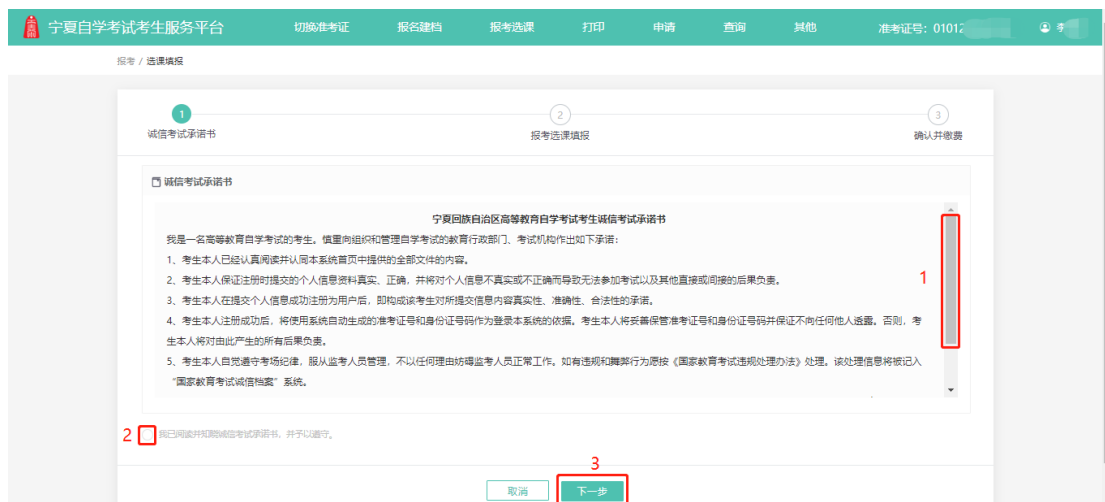 宁夏自学考试考生服务平台 切换准考证 报名建档 报考选课 打印 申请 查询 其他 准考证号：01012 李
报考 / 选课填报
1 2 3
诚信考试承诺书 报考选课填报 确认并缴费
诚信考试承诺书
宁夏回族自治区高等教育自学考试考生诚信考试承诺书
我是一名高等教育自学考试的考生。慎重向组织和管理自学考试的教育行政部门、考试机构作出如下承诺：
1、考生本人已经认真阅读并认同本系统首页中提供的全部文件的内容。
2、考生本人保证注册时提交的个人信息资料真实、正确，并将对个人信息不真实或不正确而导致无法参加考试以及其他直接或间接的后果负责。
1
3、考生本人在提交个人信息成功注册为用户后，即构成该考生对所提交信息内容真实性、准确性、合法性的承诺。
4、考生本人注册成功后，将使用系统自动生成的准考证号和身份证号码作为登录本系统的依据。考生本人将妥善保管准考证号和身份证号码并保证不向任何他人透露。否则，考
生本人将对由此产生的所有后果负责。
5、考生本人自觉遵守考场纪律，服从监考人员管理，不以任何理由妨碍监考人员正常工作。如有违规和舞弊行为愿按《国家教育考试违规处理办法》处理。该处理信息将被记入
“国家教育考试诚信档案”系统。
2 我已阅读并知晓诚信考试承诺书，并予以遵守。
3
取消 下一步